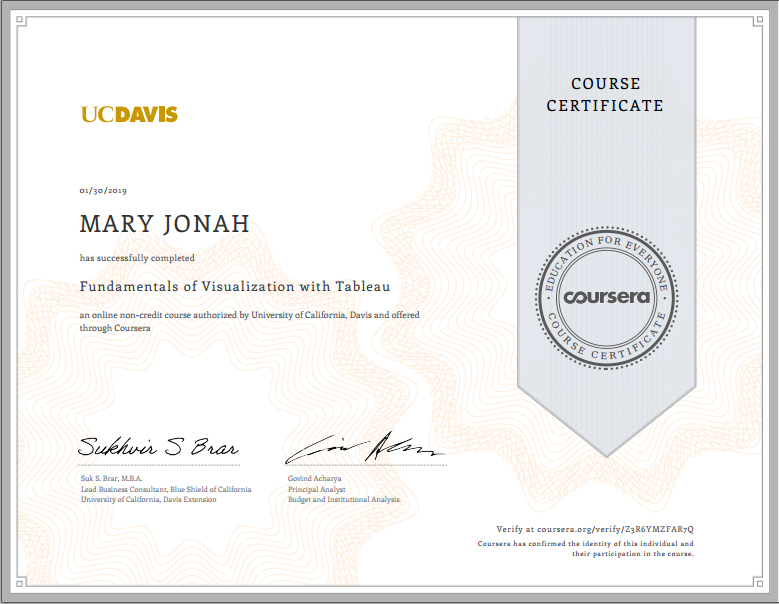 COURSE
CERTIFICATE
UCDAVIS
01/30/2019
MARY JONAH
has successfully completed
Fundamentals of Visualization with Tableau
an online non-credit course authorized by University of California, Davis and offered
through Coursera
EDUCATION FOR EVERYONE
coursera
COURSE CERTIFICATE
Sukhvir S Brar
Suk S. Brar, M.B.A.
Lead Business Consultant, Blue Shield of California
University of California, Davis Extension
Govind Acharya
Principal Analyst
Budget and Institutional Analysis
Verify at coursera.org/verify/Z3R6YMZFAR7Q
Coursera has confirmed the identity of this individual and
their participation in the course.